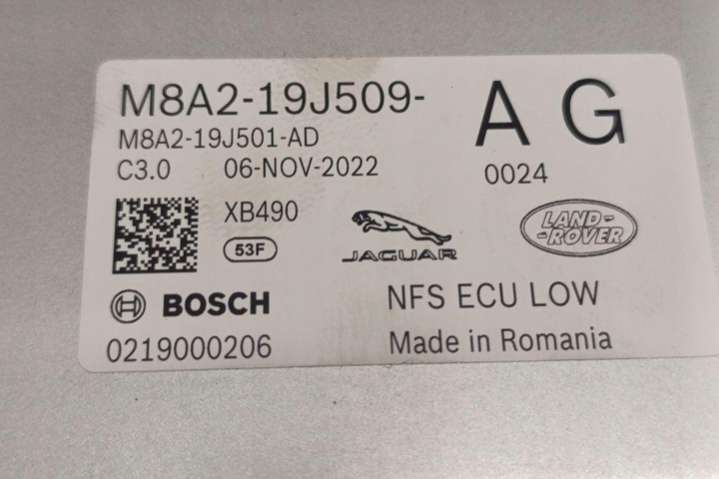 M8A2-19J509- AG
M8A2-19J501-AD
C3.0 06-NOV-2022 0024
XB490
53F
JAGUAR
LAND-
-ROVER
BOSCH NFS ECU LOW
0219000206 Made in Romania